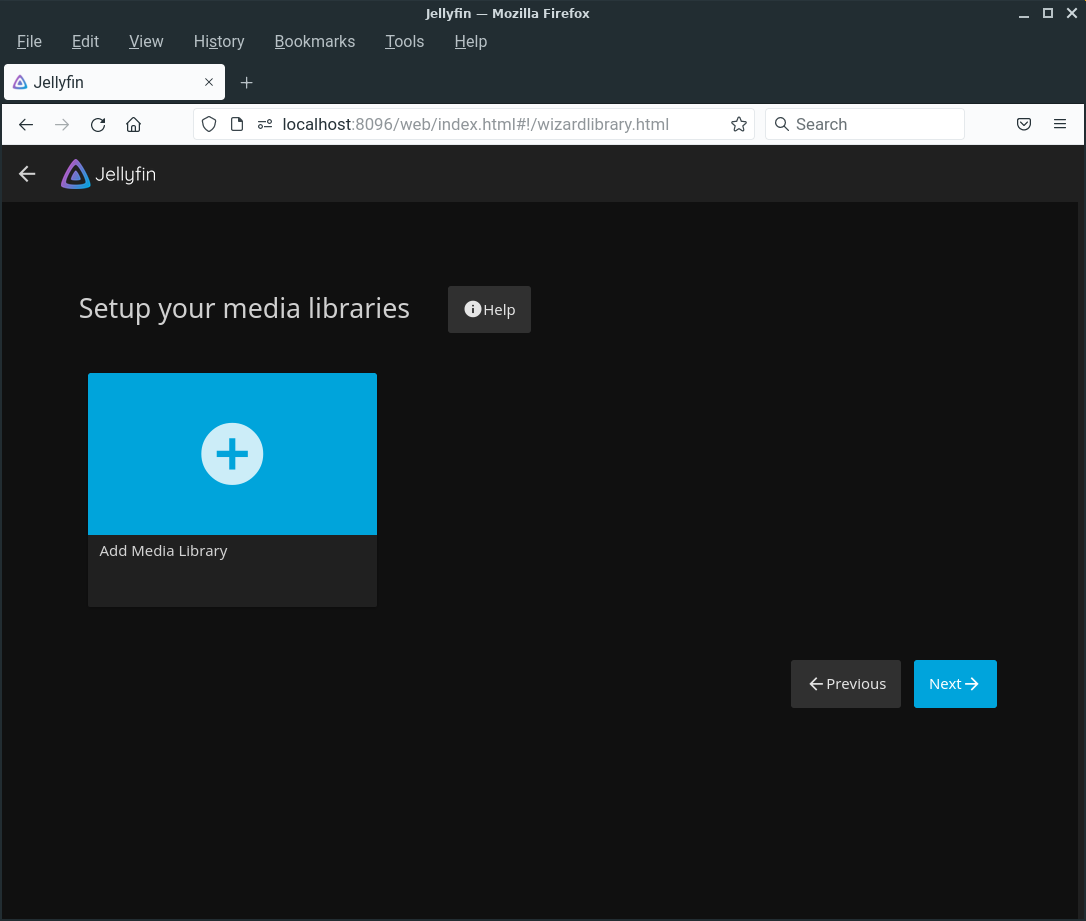 Jellyfin — Mozilla Firefox
File Edit View History Bookmarks Tools Help
Jellyfin
localhost:8096/web/index.html#!/wizardlibrary.html Search
Jellyfin
Setup your media libraries Help
Add Media Library
Previous Next